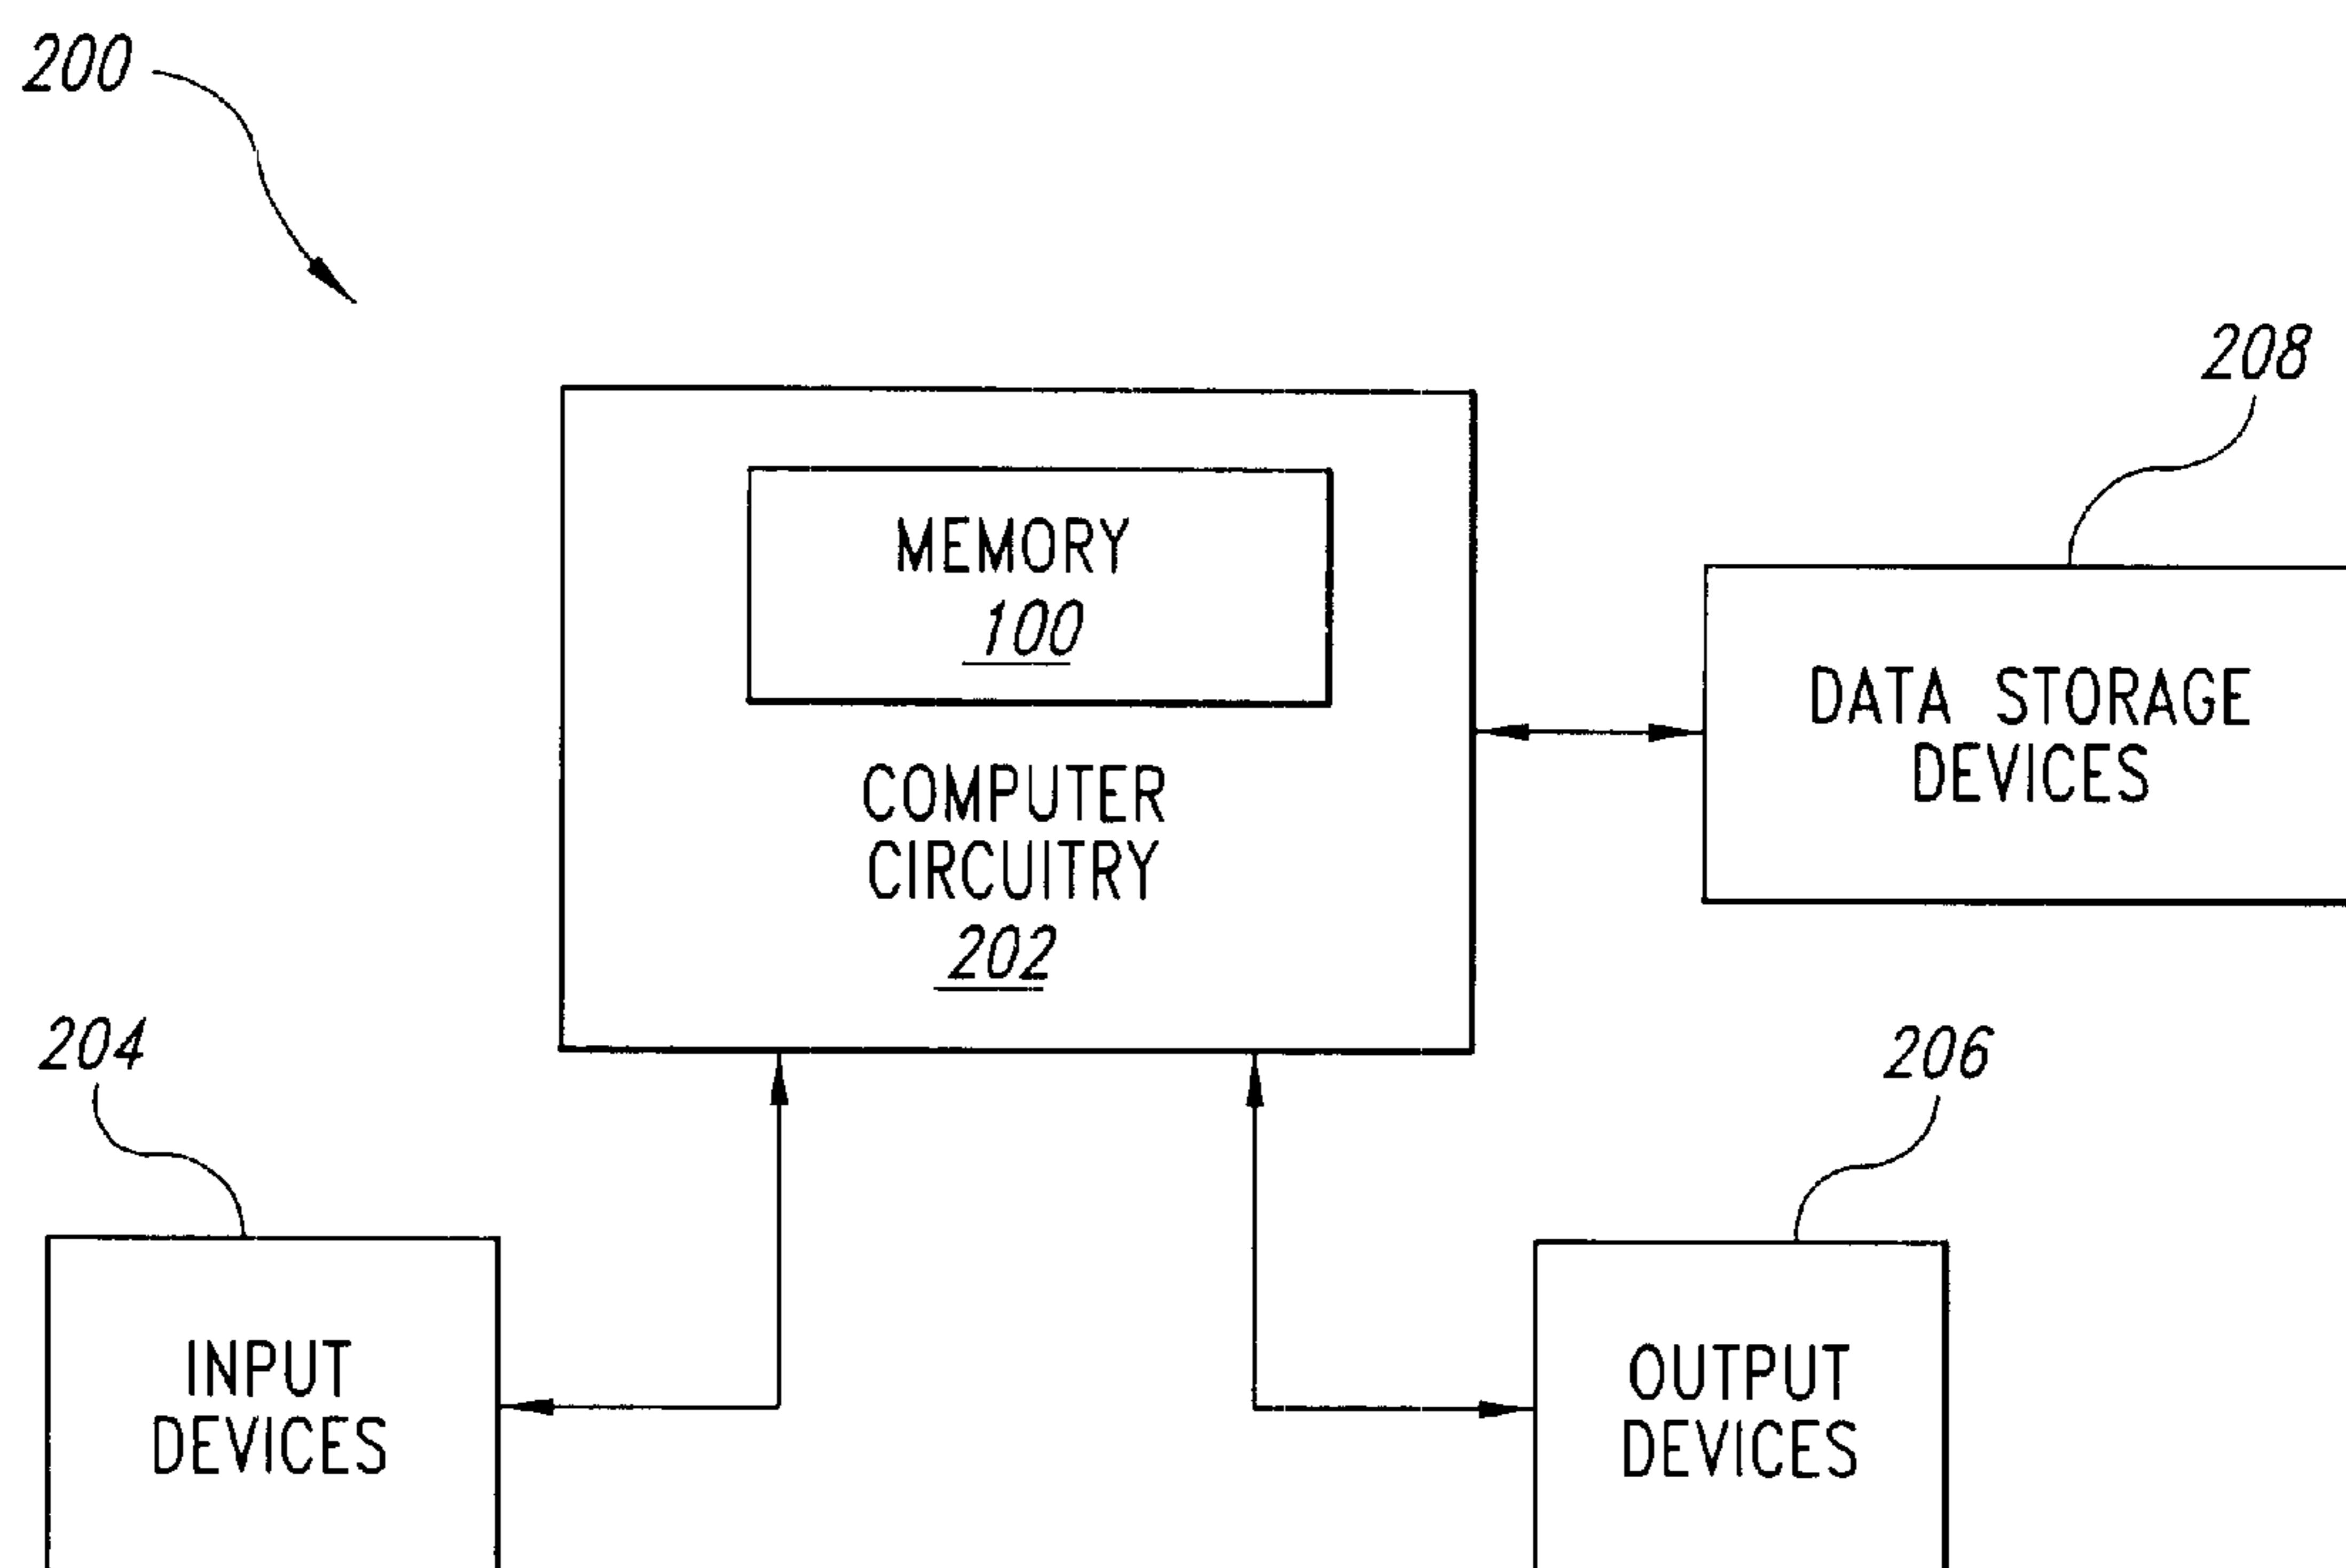 200
208
MEMORY
100
DATA STORAGE
DEVICES
COMPUTER
CIRCUITRY
202
204
206
INPUT
DEVICES
OUTPUT
DEVICES